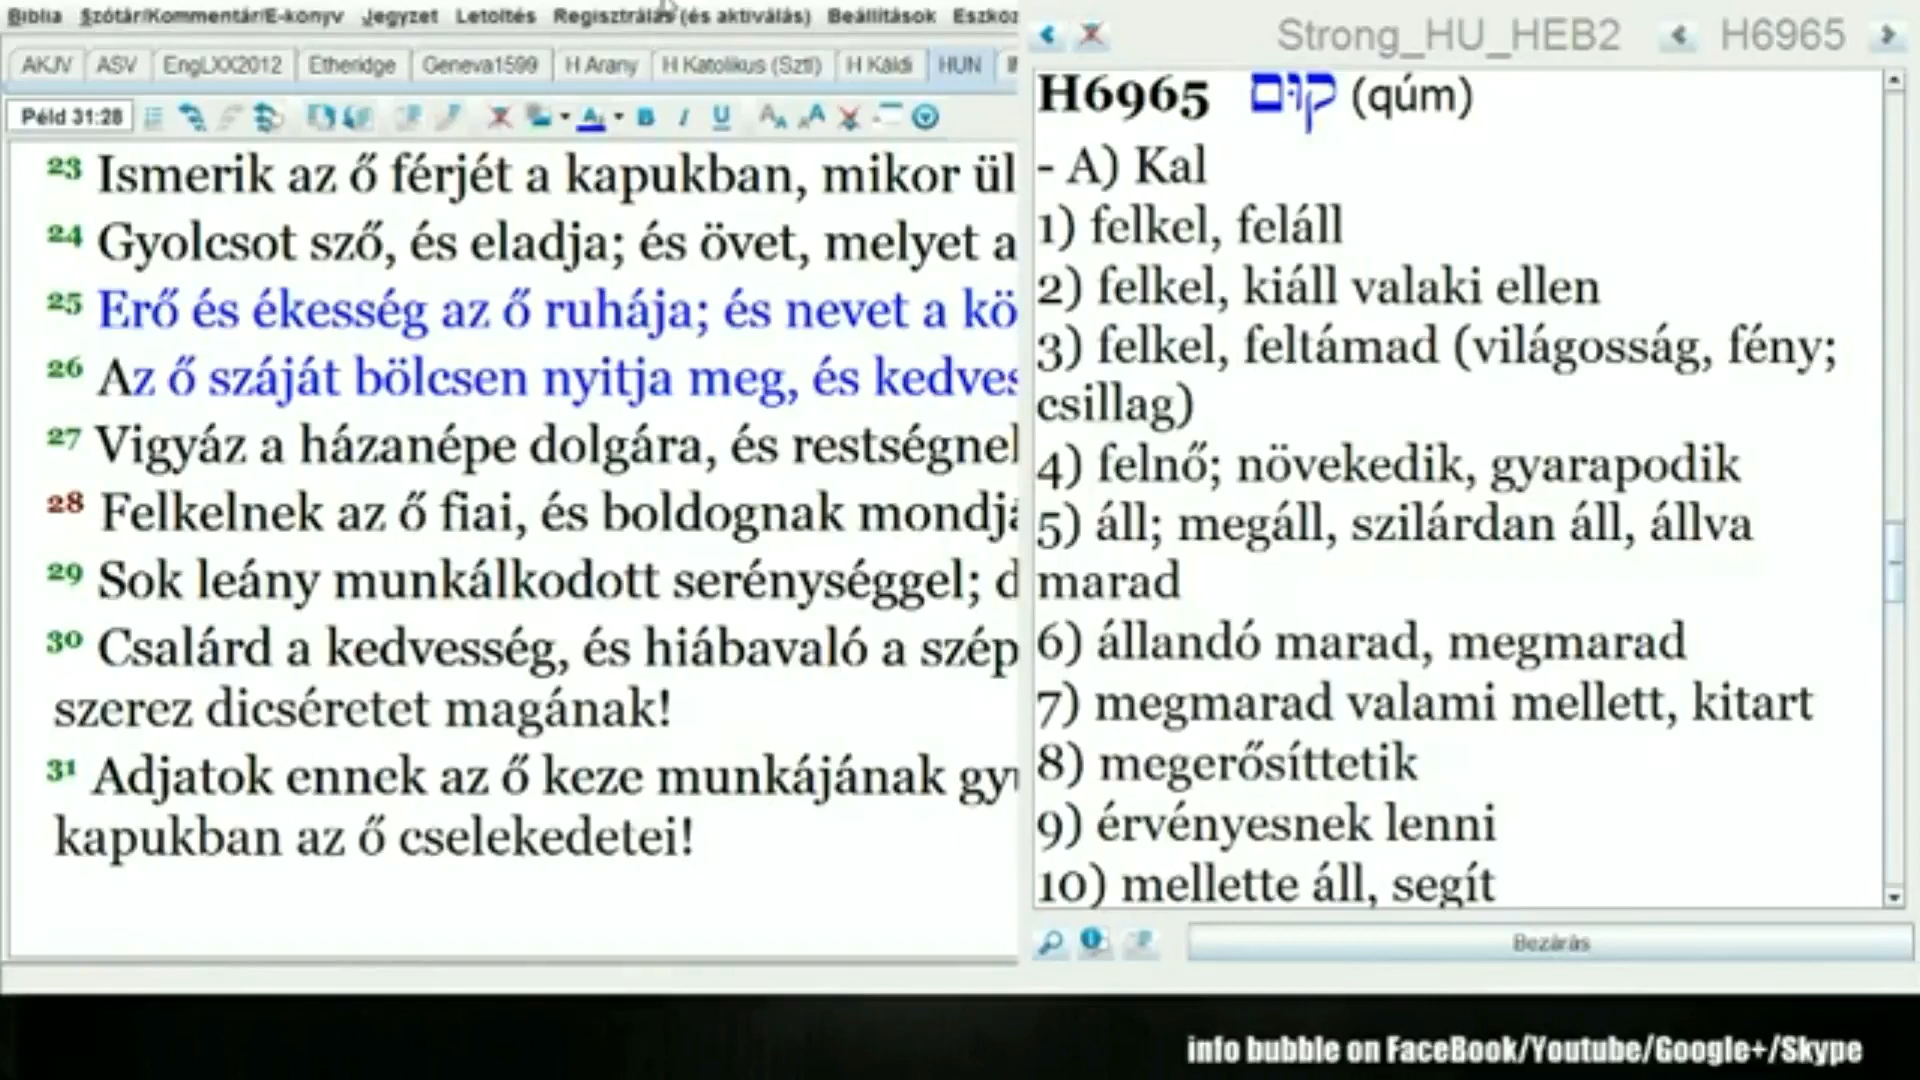 Biblia Szótár/Kommentár/E-könyv Jegyzet Letöltés Regisztrálás (és aktiválás) Beállítások
AKJV ASV EngLXX2012 Etheridge Geneva1599 H Arany H Katolikus (SztI) H Káldi HUN
Péld 31:28
23 Ismerik az ő férjét a kapukban, mikor ül
24 Gyolcsot sző, és eladja; és övet, melyet a
25 Erő és ékesség az ő ruhája; és nevet a kö
26 Az ő száját bölcsen nyitja meg, és kedves
27 Vigyáz a házanépe dolgára, és restségne
28 Felkelnek az ő fiai, és boldognak mondj
29 Sok leány munkálkodott serénységgel; d
30 Csalárd a kedvesség, és hiábavaló a szép
szerez dicséretet magának!
31 Adjatok ennek az ő keze munkájának gy
kapukban az ő cselekedetei!
Strong_HU_HEB2 H6965
H6965 קוּם (qúm)
- A) Kal
1) felkel, feláll
2) felkel, kiáll valaki ellen
3) felkel, feltámad (világosság, fény;
csillag)
4) felnő; növekedik, gyarapodik
5) áll; megáll, szilárdan áll, állva
marad
6) állandó marad, megmarad
7) megmarad valami mellett, kitart
8) megerősíttetik
9) érvényesnek lenni
10) mellette áll, segít
Bezárás
info bubble on FaceBook/Youtube/Google+/Skype